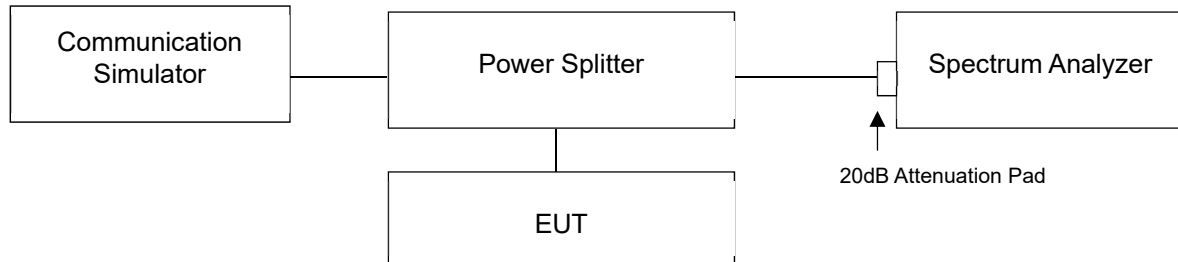 Communication
Simulator
Power Splitter
Spectrum Analyzer
20dB Attenuation Pad
EUT